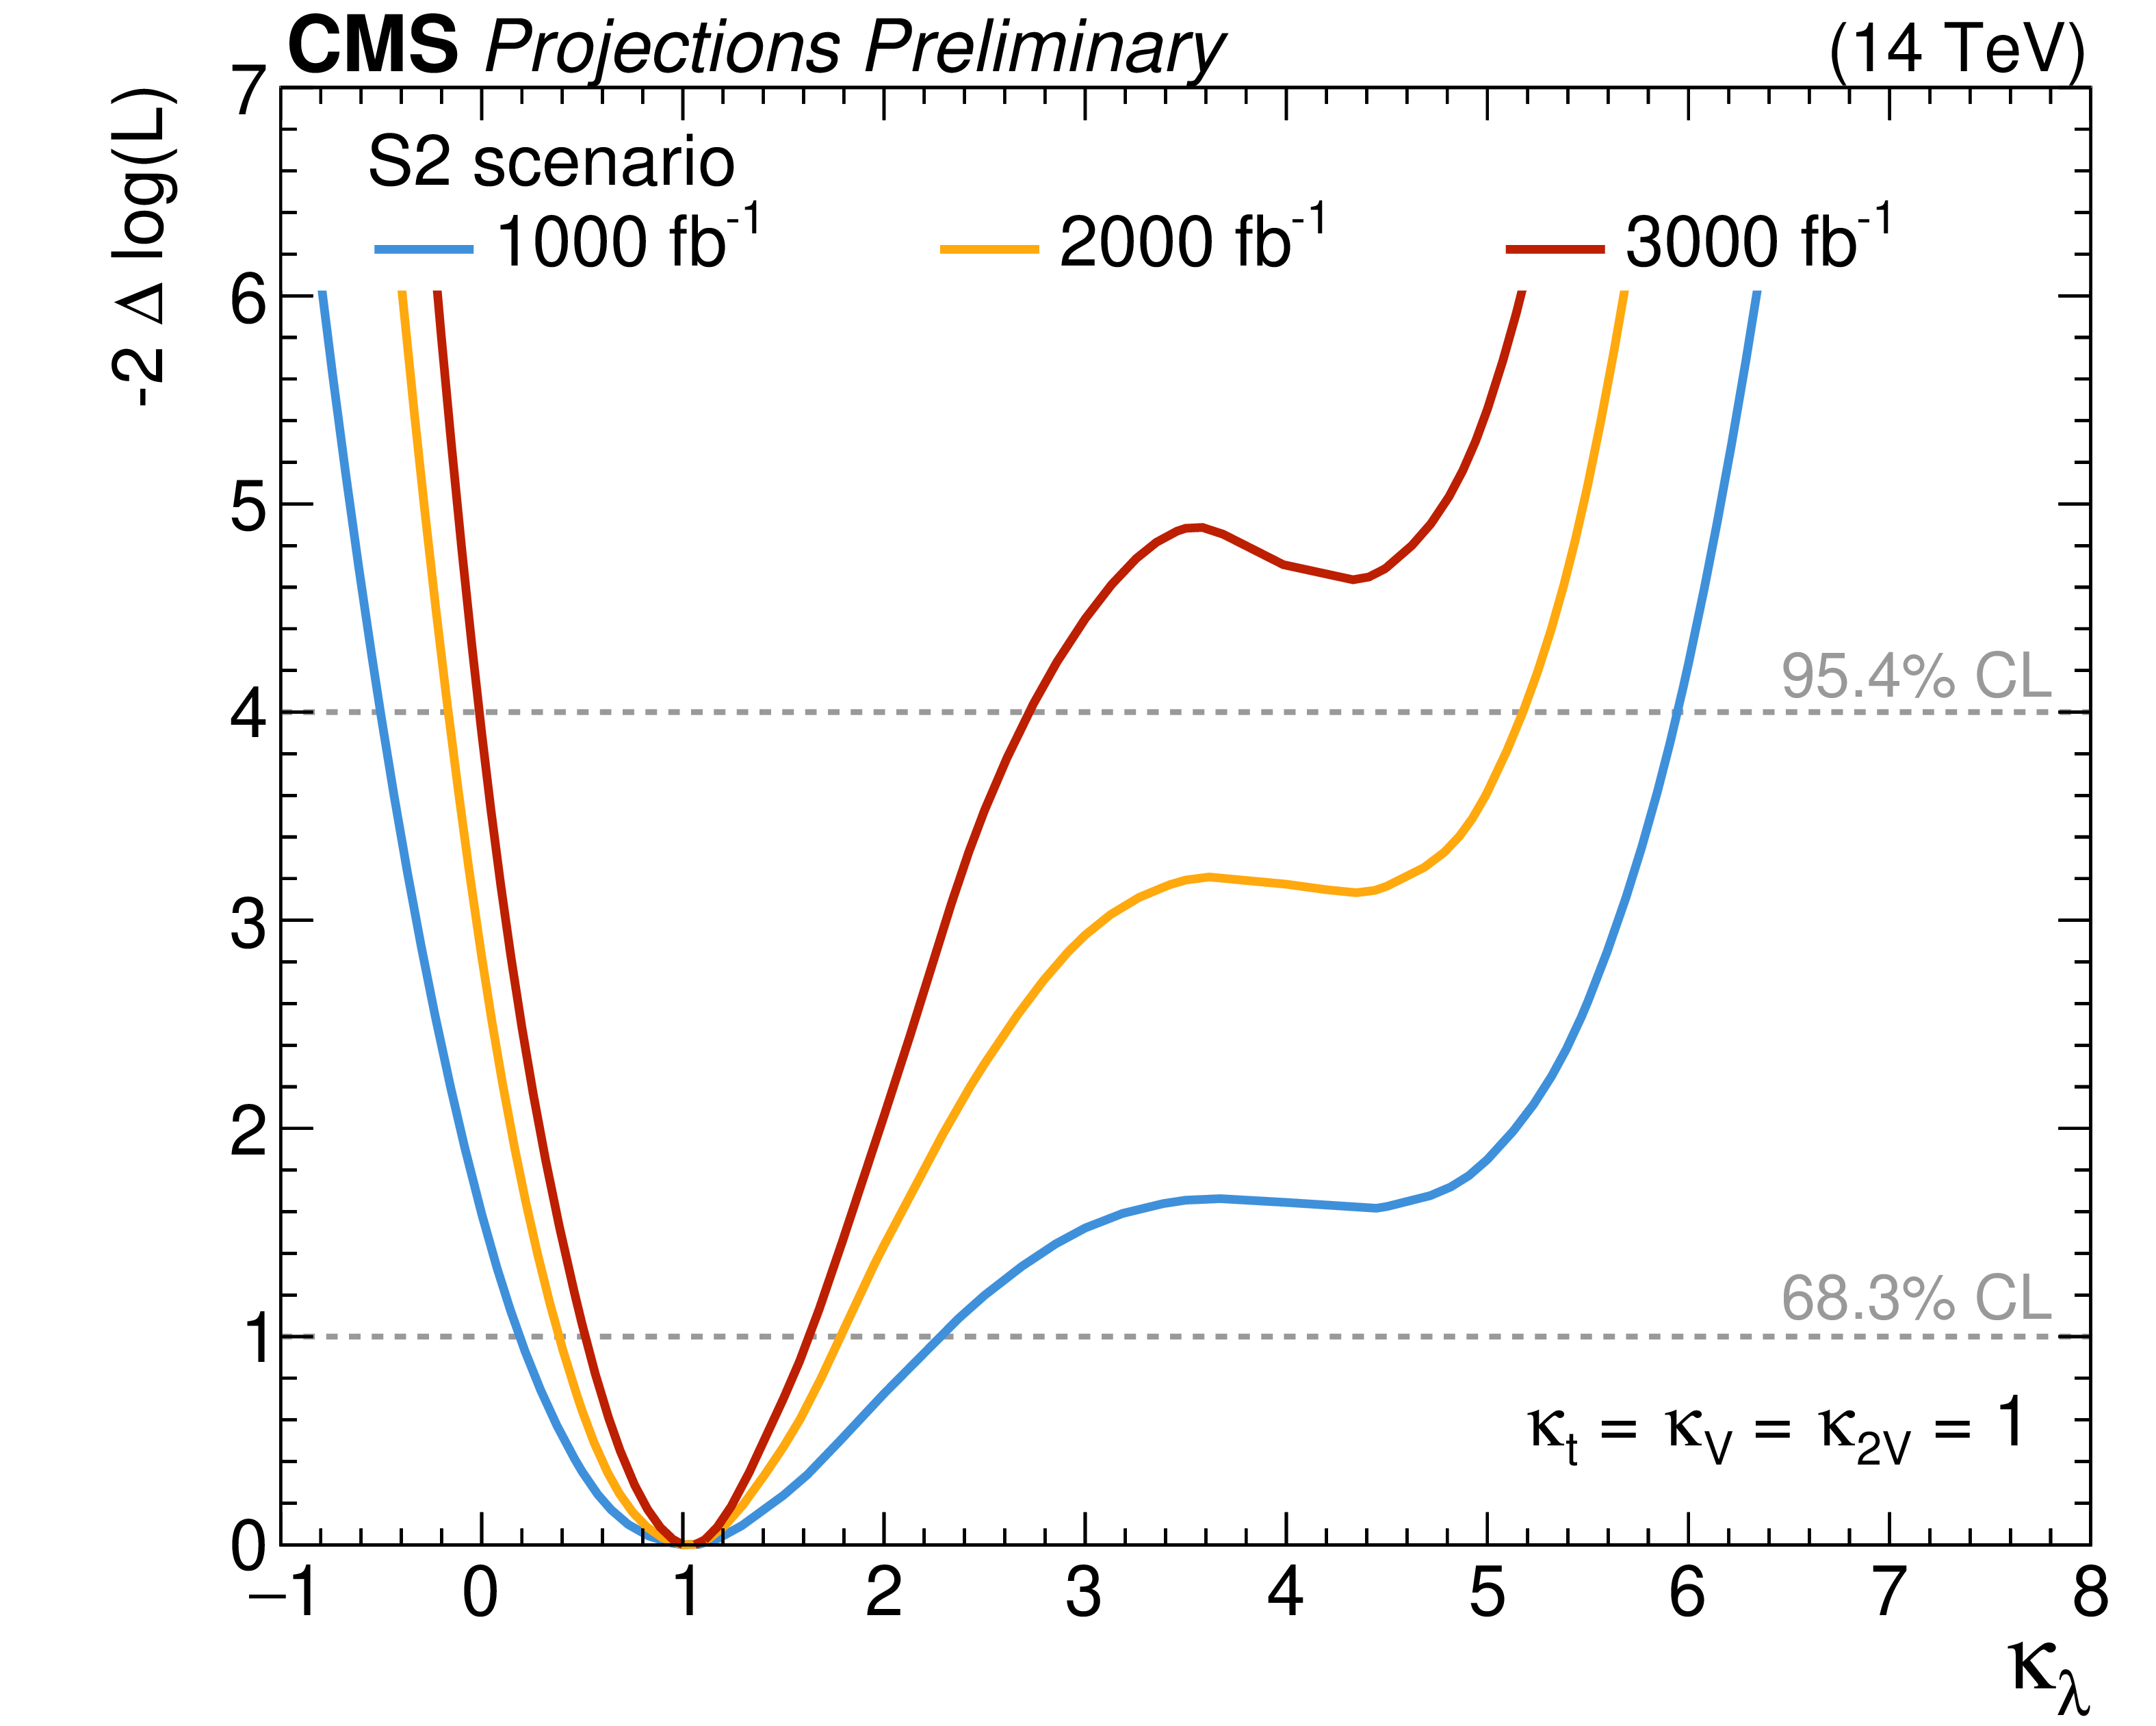 CMS Projections Preliminary (14 TeV)
-2 Δ log(L)
S2 scenario
1000 fb⁻¹ 2000 fb⁻¹ 3000 fb⁻¹
7
6
5
4
3
2
1
0
95.4% CL
68.3% CL
κt = κV = κ2V = 1
–1 0 1 2 3 4 5 6 7 8
κλ